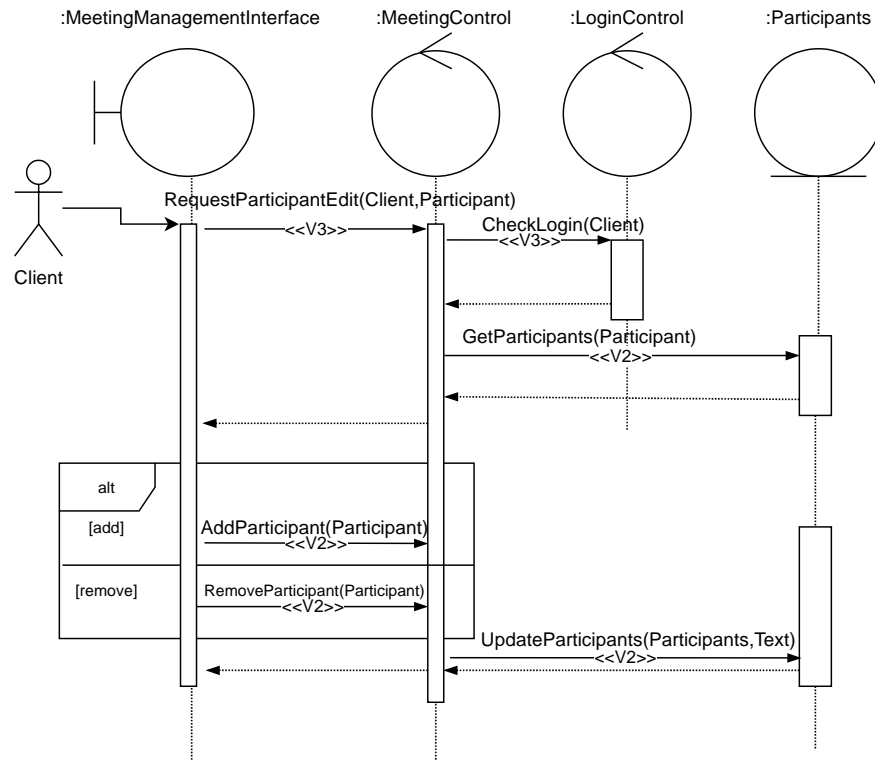 :MeetingManagementInterface
:MeetingControl
:LoginControl
:Participants
Client
RequestParticipantEdit(Client,Participant)
<<V3>>
CheckLogin(Client)
<<V3>>
GetParticipants(Participant)
<<V2>>
alt
[add]
AddParticipant(Participant)
<<V2>>
[remove]
RemoveParticipant(Participant)
<<V2>>
UpdateParticipants(Participants,Text)
<<V2>>